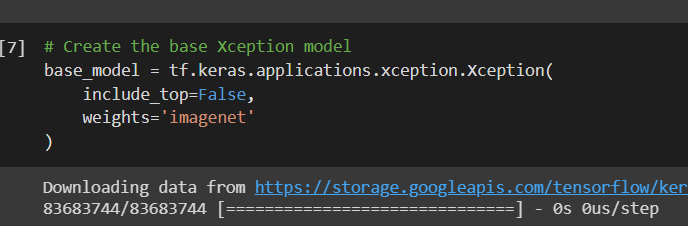 [7] # Create the base Xception model
base_model = tf.keras.applications.xception.Xception(
    include_top=False,
    weights='imagenet'
)
Downloading data from https://storage.googleapis.com/tensorflow/ker
83683744/83683744 [==============================] - 0s 0us/step